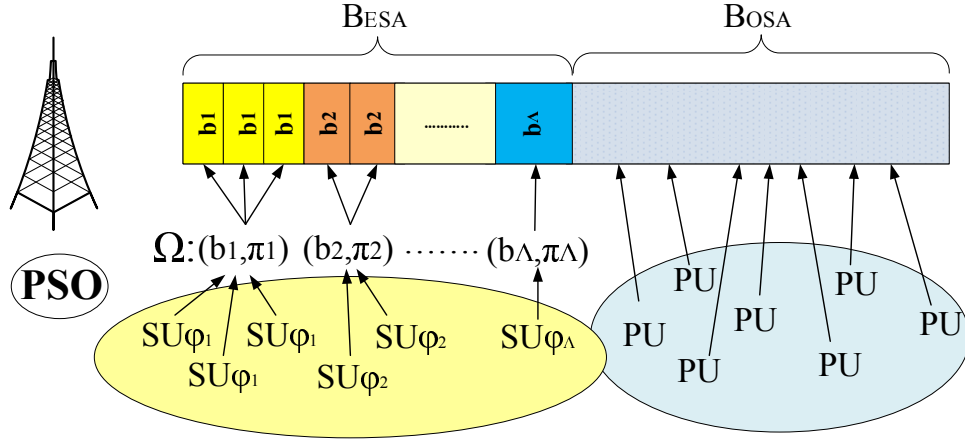 BESA BOSA
b1 b1 b1 b2 b2 ........... bΛ
Ω:(b1,π1) (b2,π2) ....... (bΛ,πΛ)
PSO
SUφ1 SUφ1 SUφ2 SUφΛ
SUφ1 SUφ2
PU PU
PU PU PU
PU PU